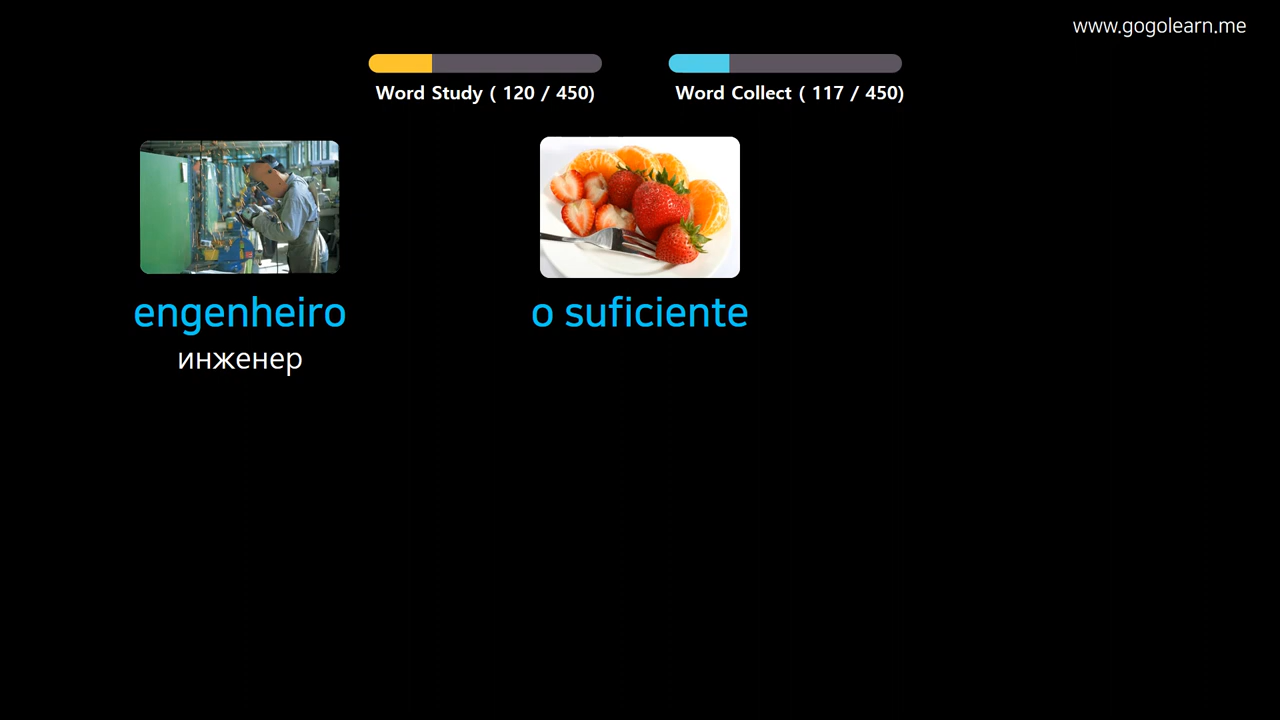 www.gogolearn.me
Word Study ( 120 / 450)
Word Collect ( 117 / 450)
engenheiro
инженер
o suficiente